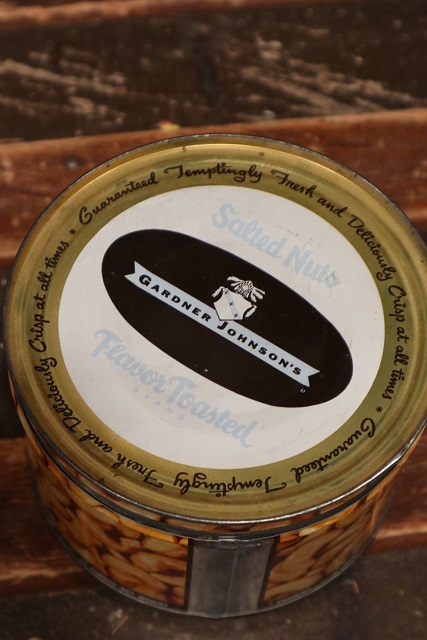 Guaranteed Temptingly Fresh and Deliciously Crisp at all times *
Guaranteed Temptingly Fresh and Deliciously Crisp at all times *
Salted Nuts
GARDNER JOHNSON'S
Flavor Toasted
BRAND